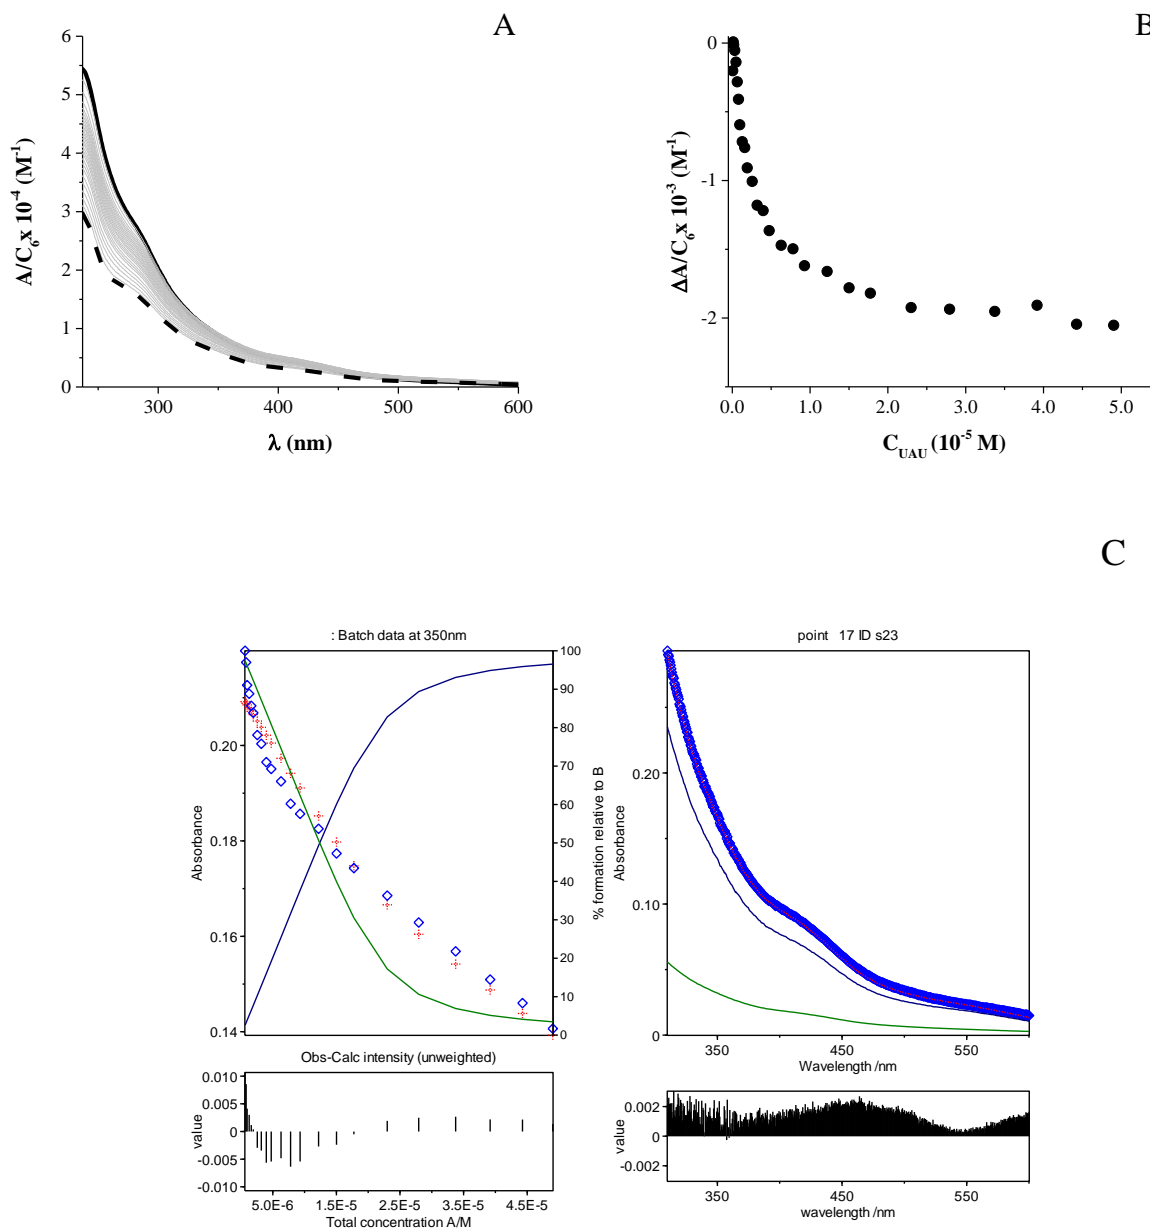 A
6
5
4
3
2
1
0
A/C6 x 10-4 (M-1)
300
400
500
600
λ (nm)
B
0
-1
-2
ΔA/C6 x 10-3 (M-1)
0.0
1.0
2.0
3.0
4.0
5.0
CUAU (10-5 M)
C
: Batch data at 350nm
0.20
0.18
0.16
0.14
Absorbance
100
90
80
70
60
50
40
30
20
10
0
% formation relative to B
Obs-Calc intensity (unweighted)
0.010
0.005
0
-0.005
-0.010
value
5.0E-6
1.5E-5
2.5E-5
3.5E-5
4.5E-5
Total concentration A/M
point 17 ID s23
0.20
0.10
0
Absorbance
350
450
550
Wavelength /nm
0.002
0
-0.002
value
350
450
550
wavelength /nm